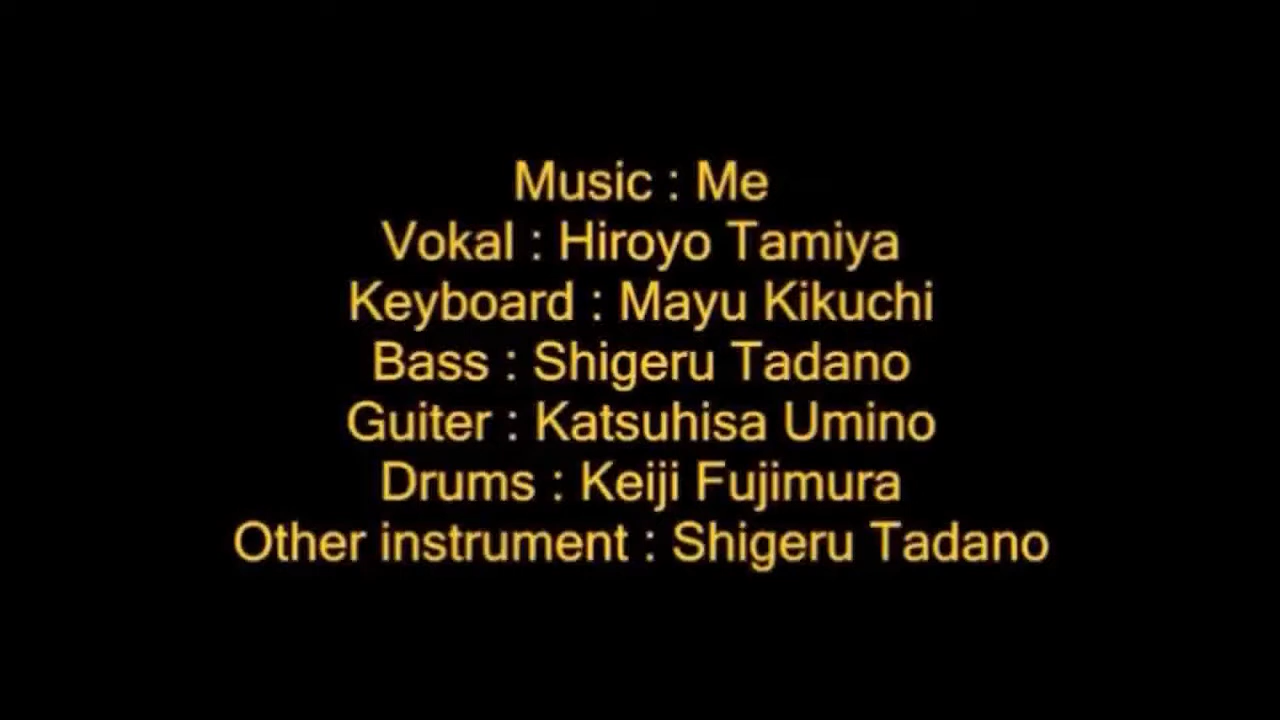 Music : Me
Vokal : Hiroyo Tamiya
Keyboard : Mayu Kikuchi
Bass : Shigeru Tadano
Guiter : Katsuhisa Umino
Drums : Keiji Fujimura
Other instrument : Shigeru Tadano